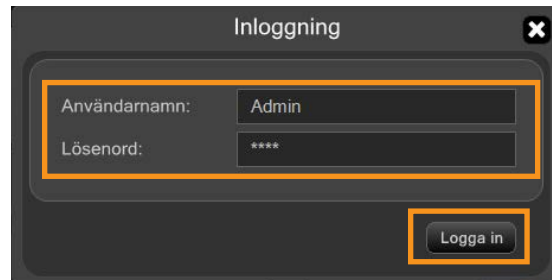 Inloggning
Användarnamn: Admin
Lösenord: ****
Logga in